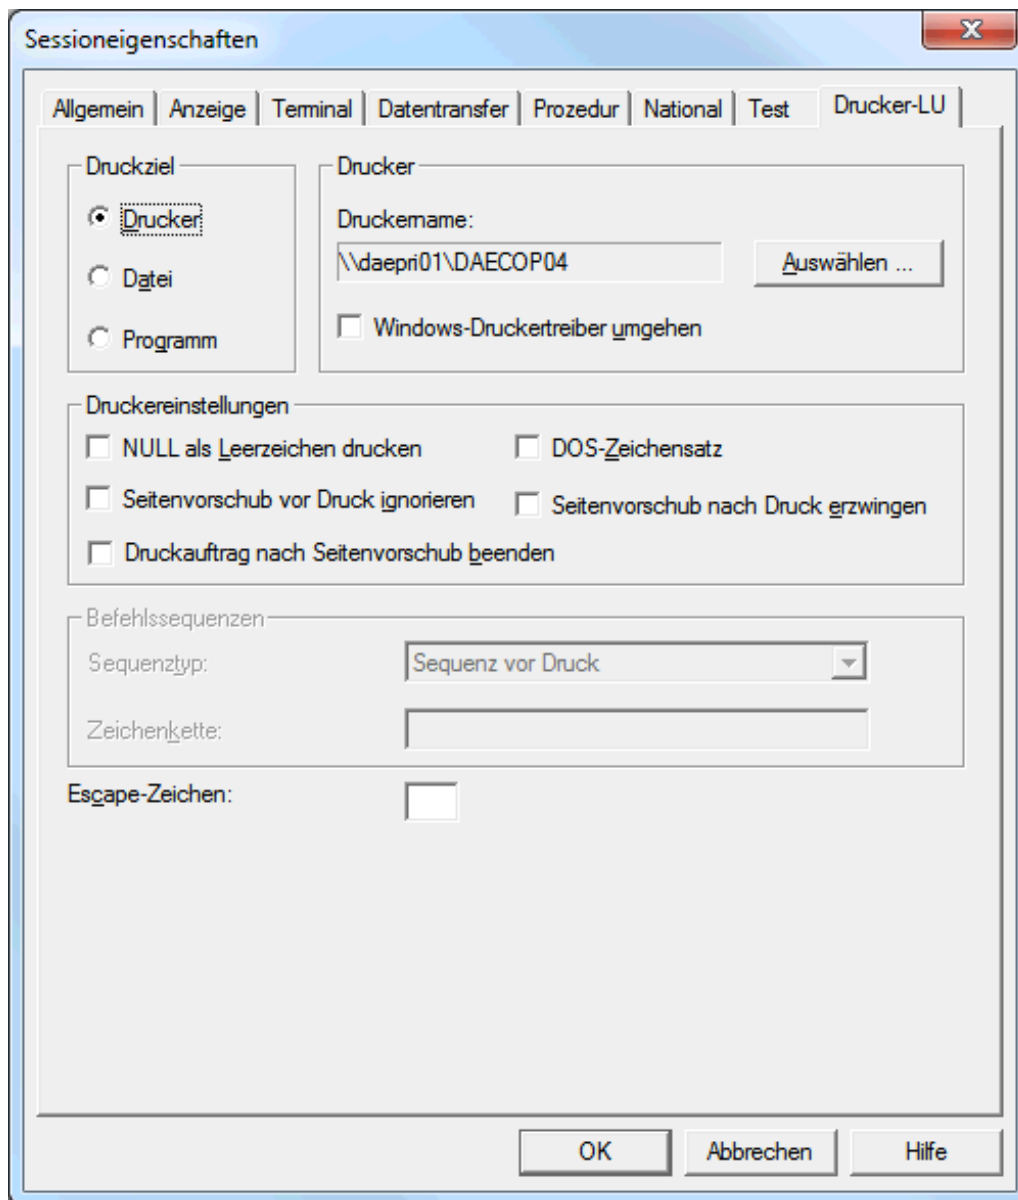 Sessioneigenschaften
Allgemein Anzeige Terminal Datentransfer Prozedur National Test Drucker-LU
Druckziel
Drucker
Datei
Programm
Drucker
Druckername:
\\daepri01\DAECOP04 Auswählen ...
Windows-Druckertreiber umgehen
Druckereinstellungen
NULL als Leerzeichen drucken DOS-Zeichensatz
Seitenvorschub vor Druck ignorieren Seitenvorschub nach Druck erzwingen
Druckauftrag nach Seitenvorschub beenden
Befehlssequenzen
Sequenztyp: Sequenz vor Druck
Zeichenkette:
Escape-Zeichen:
OK Abbrechen Hilfe